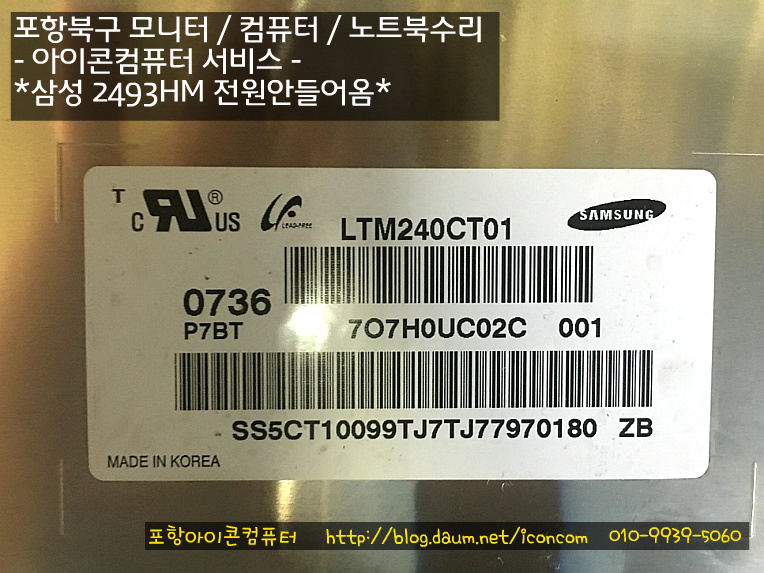 포항북구 모니터 / 컴퓨터 / 노트북수리
- 아이콘컴퓨터 서비스 -
*삼성 2493HM 전원안들어옴*
T
C RU US ®
LEAD-FREE
LTM240CT01
SAMSUNG
0736
P7BT
7O7H0UC02C 001
SS5CT10099TJ7TJ77970180 ZB
MADE IN KOREA
포항아이콘컴퓨터 http://blog.daum.net/iconcom 010-9939-5060